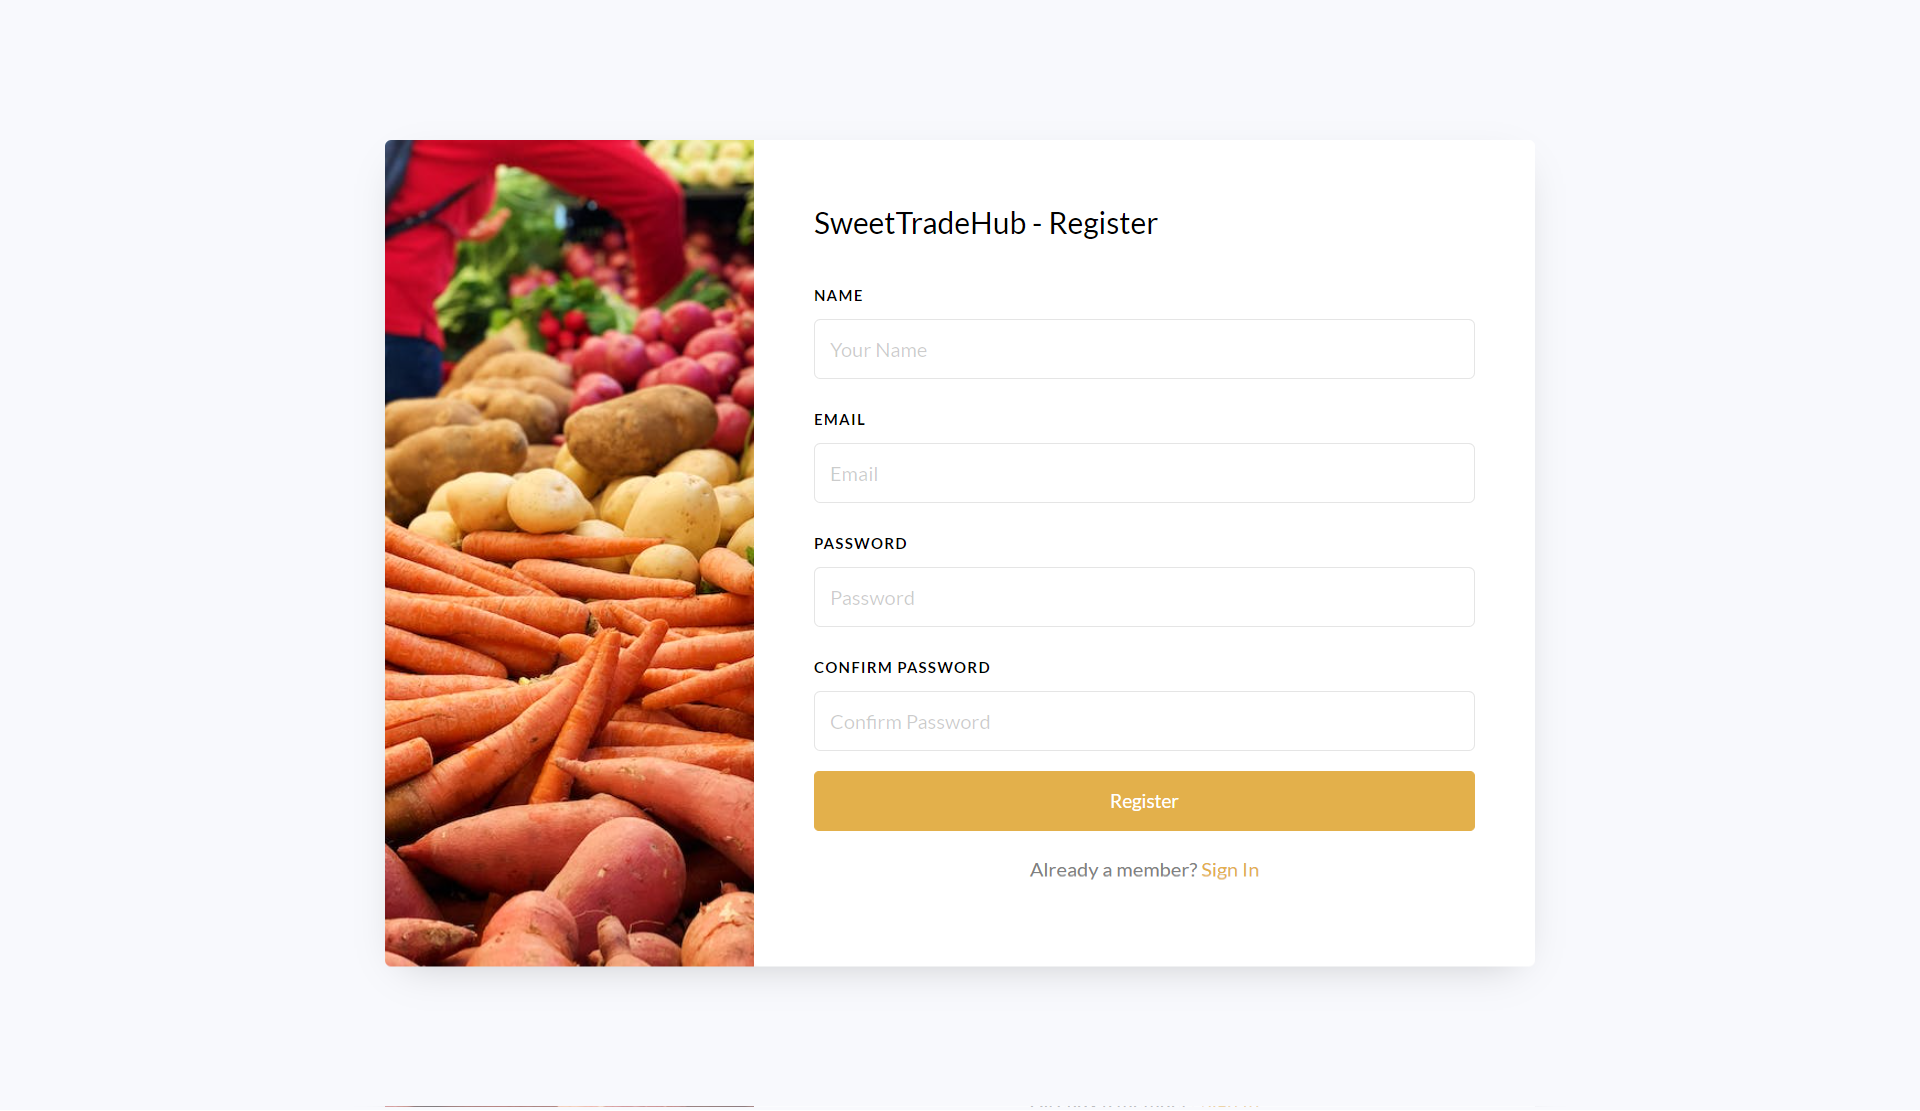 SweetTradeHub - Register
NAME
Your Name
EMAIL
Email
PASSWORD
Password
CONFIRM PASSWORD
Confirm Password
Register
Already a member? Sign In